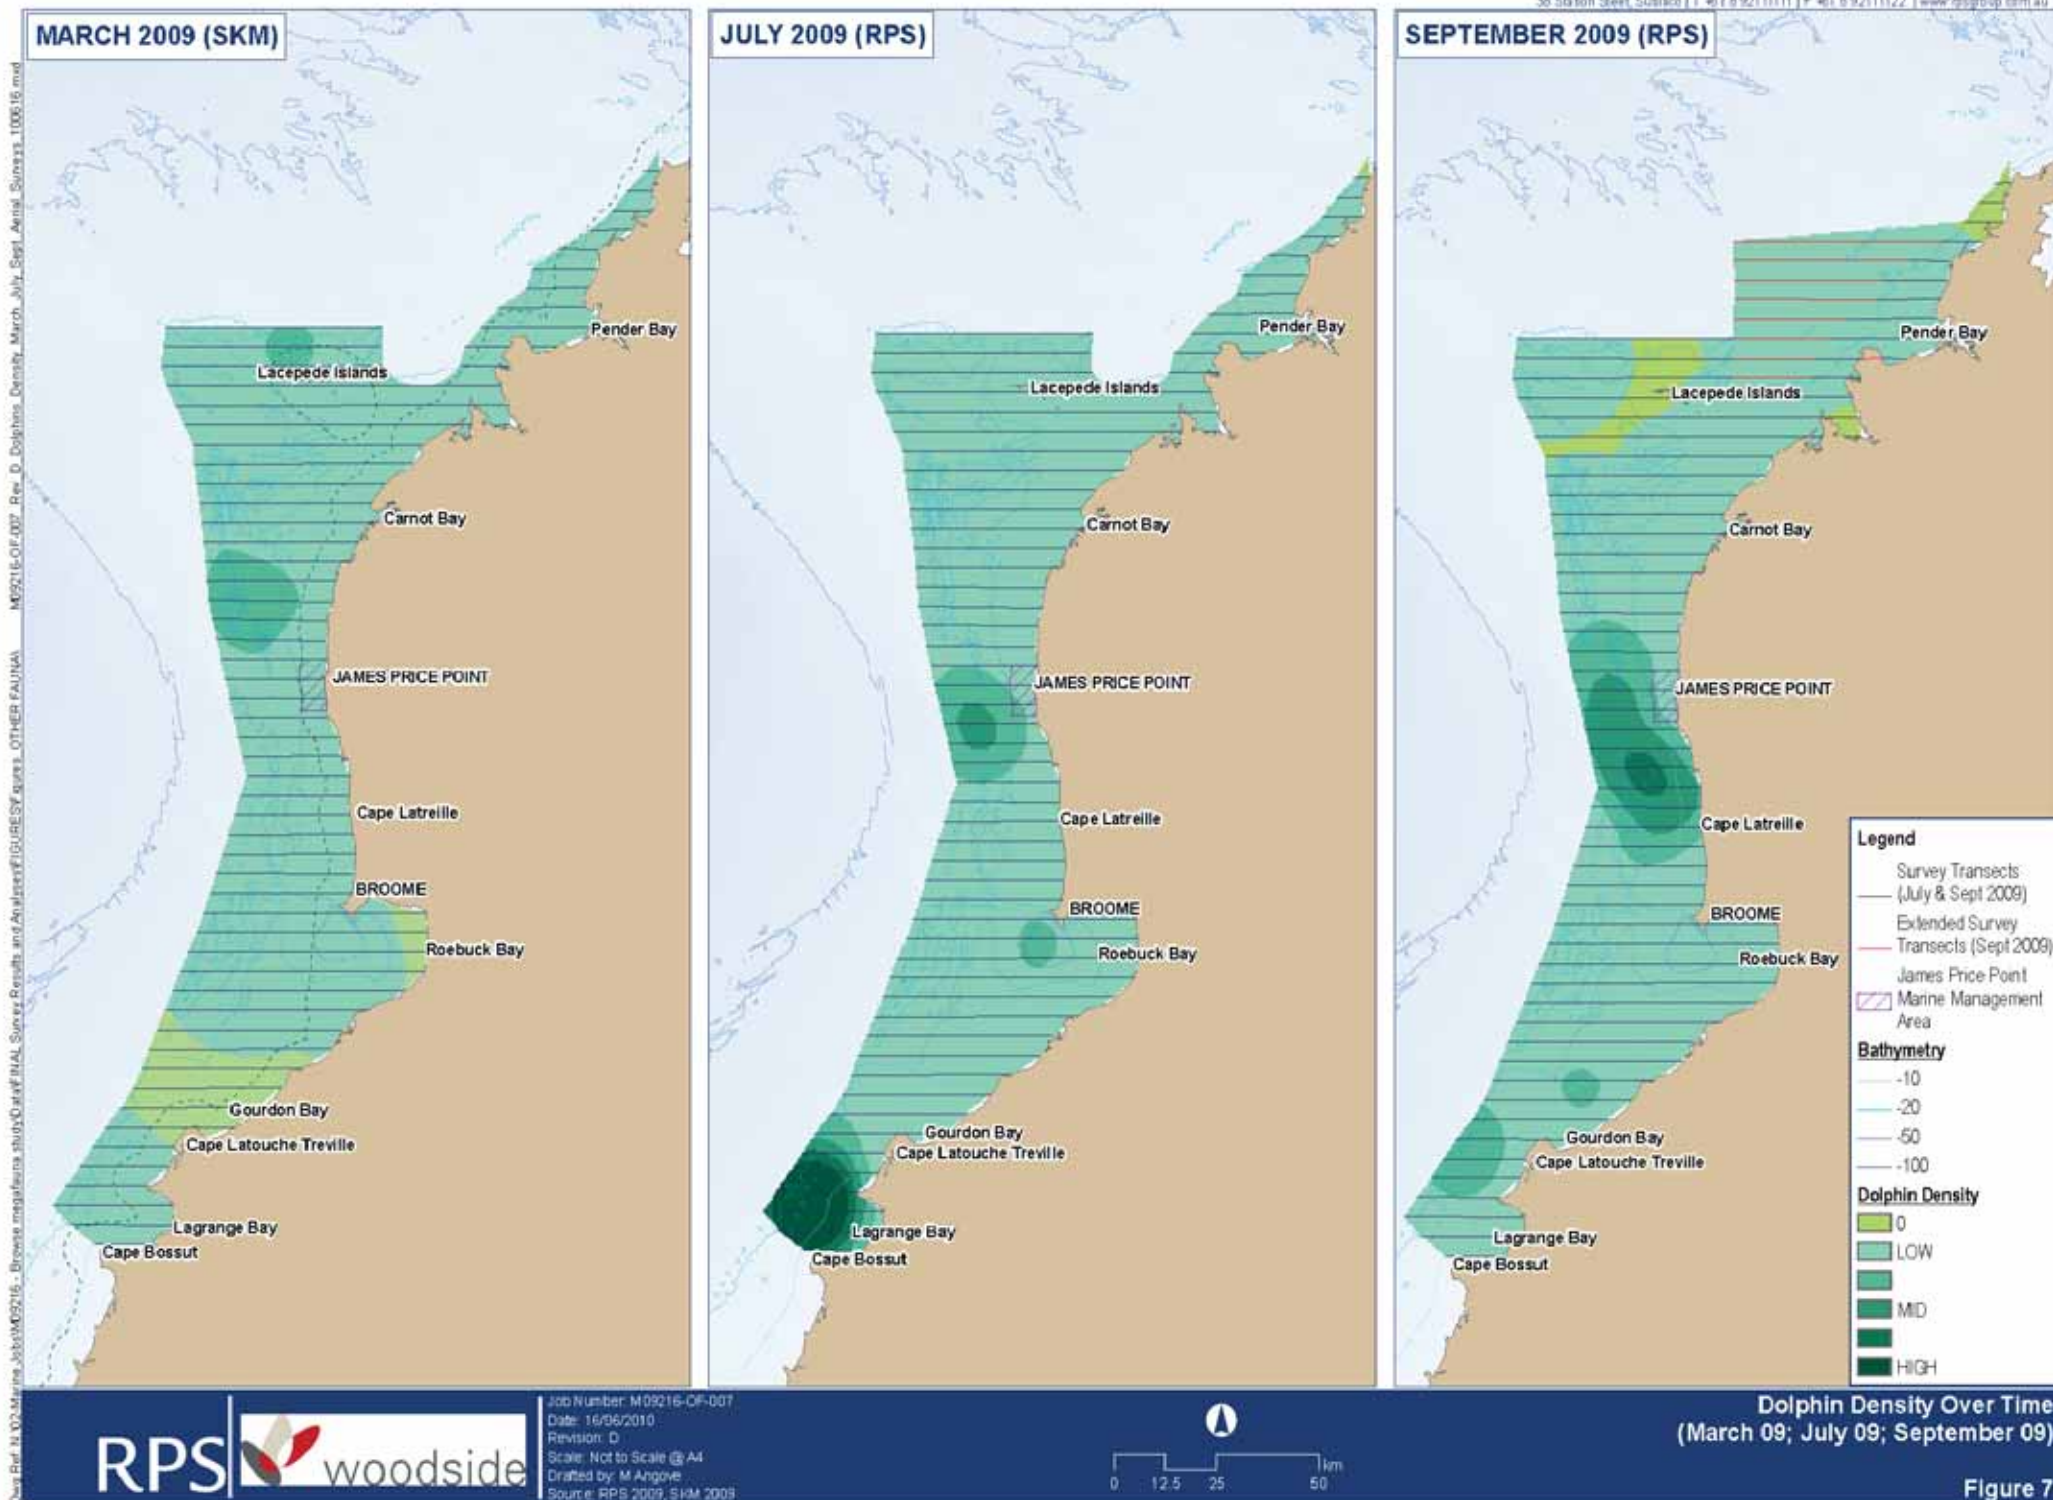 MARCH 2009 (SKM)
Lacepede Islands
Pender Bay
Carnot Bay
JAMES PRICE POINT
Cape Latreille
BROOME
Roebuck Bay
Gourdon Bay
Cape Latouche Treville
Lagrange Bay
Cape Bossut
JULY 2009 (RPS)
Pender Bay
Lacepede Islands
Carnot Bay
JAMES PRICE POINT
Cape Latreille
BROOME
Roebuck Bay
Gourdon Bay
Cape Latouche Treville
Lagrange Bay
Cape Bossut
SEPTEMBER 2009 (RPS)
Pender Bay
Lacepede Islands
Carnot Bay
JAMES PRICE POINT
Cape Latreille
BROOME
Roebuck Bay
Gourdon Bay
Cape Latouche Treville
Lagrange Bay
Cape Bossut
Legend
Survey Transects
(July & Sept 2009)
Extended Survey
Transects (Sept 2009)
James Price Point
Marine Management
Area
Bathymetry
-10
-20
-50
-100
Dolphin Density
0
LOW
MID
HIGH
RPS
woodside
Job Number: M09216-OF-007
Date: 16/06/2010
Revision: D
Scale: Not to Scale @ A4
Drafted by: M Angove
Source: RPS 2009, SKM 2009
km
0 12.5 25 50
Dolphin Density Over Time
(March 09; July 09; September 09)
Figure 7